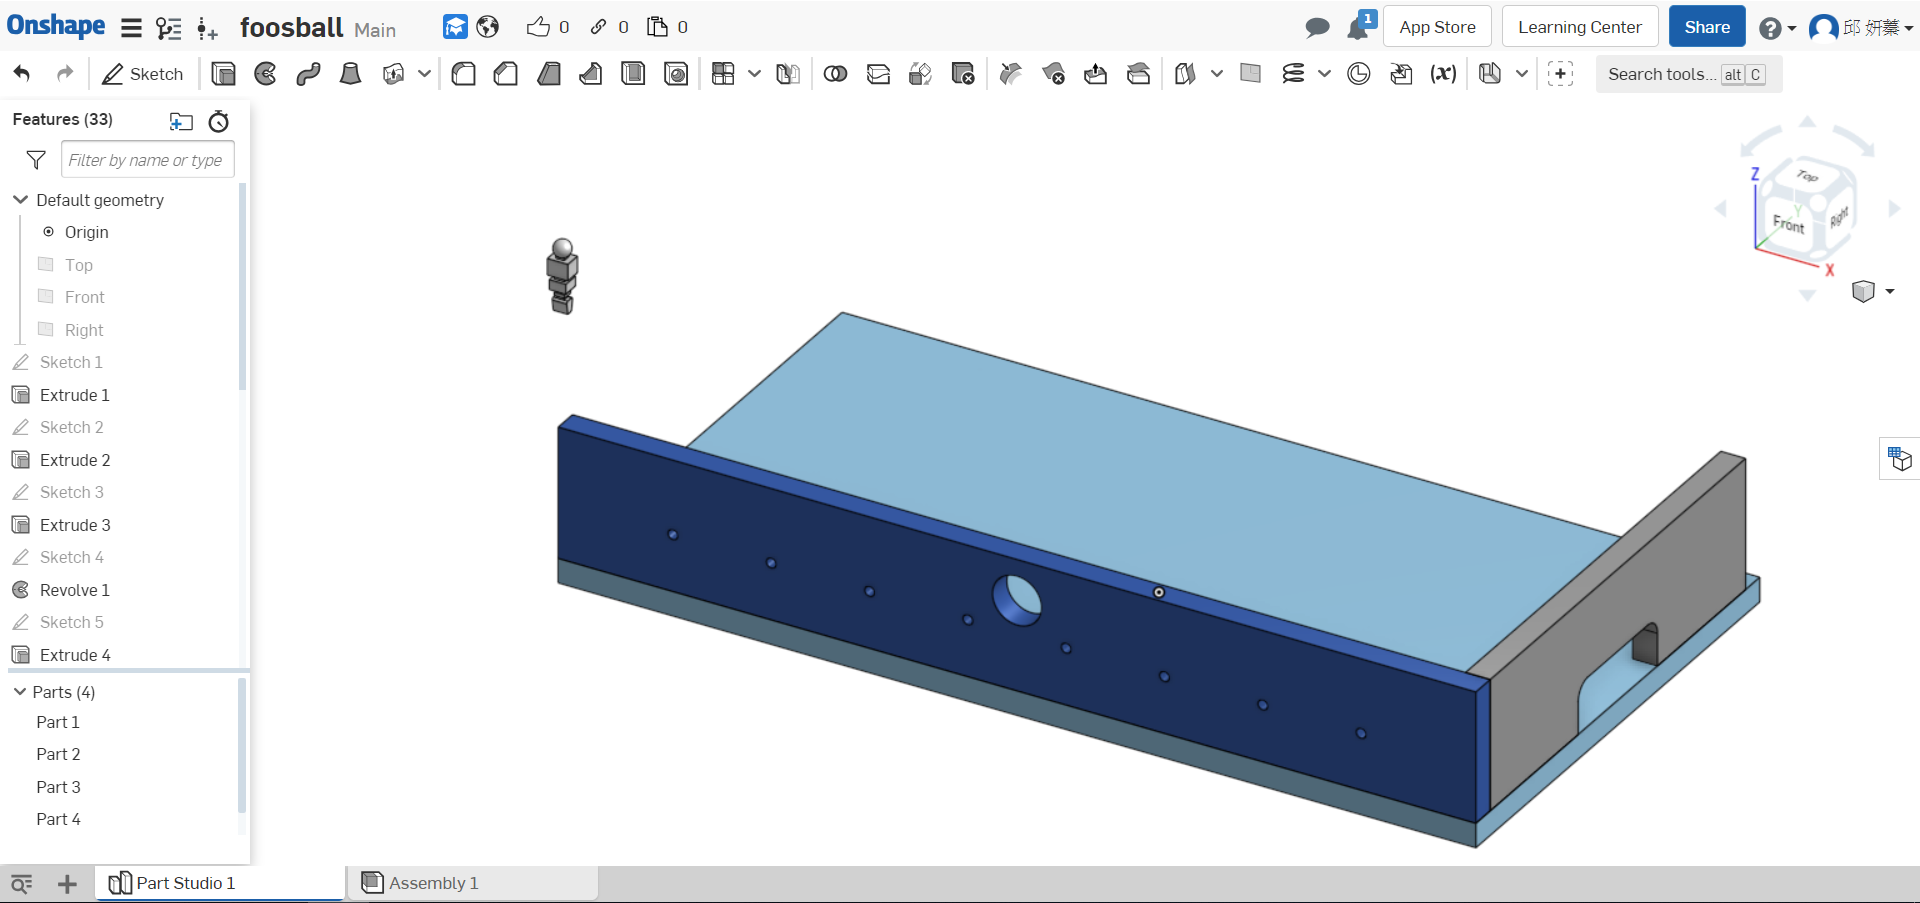 Onshape foosball Main 0 0 0 1 App Store Learning Center Share ? 邱 妍蓁
Sketch (x) Search tools... alt C
Features (33)
Filter by name or type
Default geometry
Origin
Top
Front
Right
Sketch 1
Extrude 1
Sketch 2
Extrude 2
Sketch 3
Extrude 3
Sketch 4
Revolve 1
Sketch 5
Extrude 4
Parts (4)
Part 1
Part 2
Part 3
Part 4
Z
Top
Y
Front
Right
X
Part Studio 1 Assembly 1